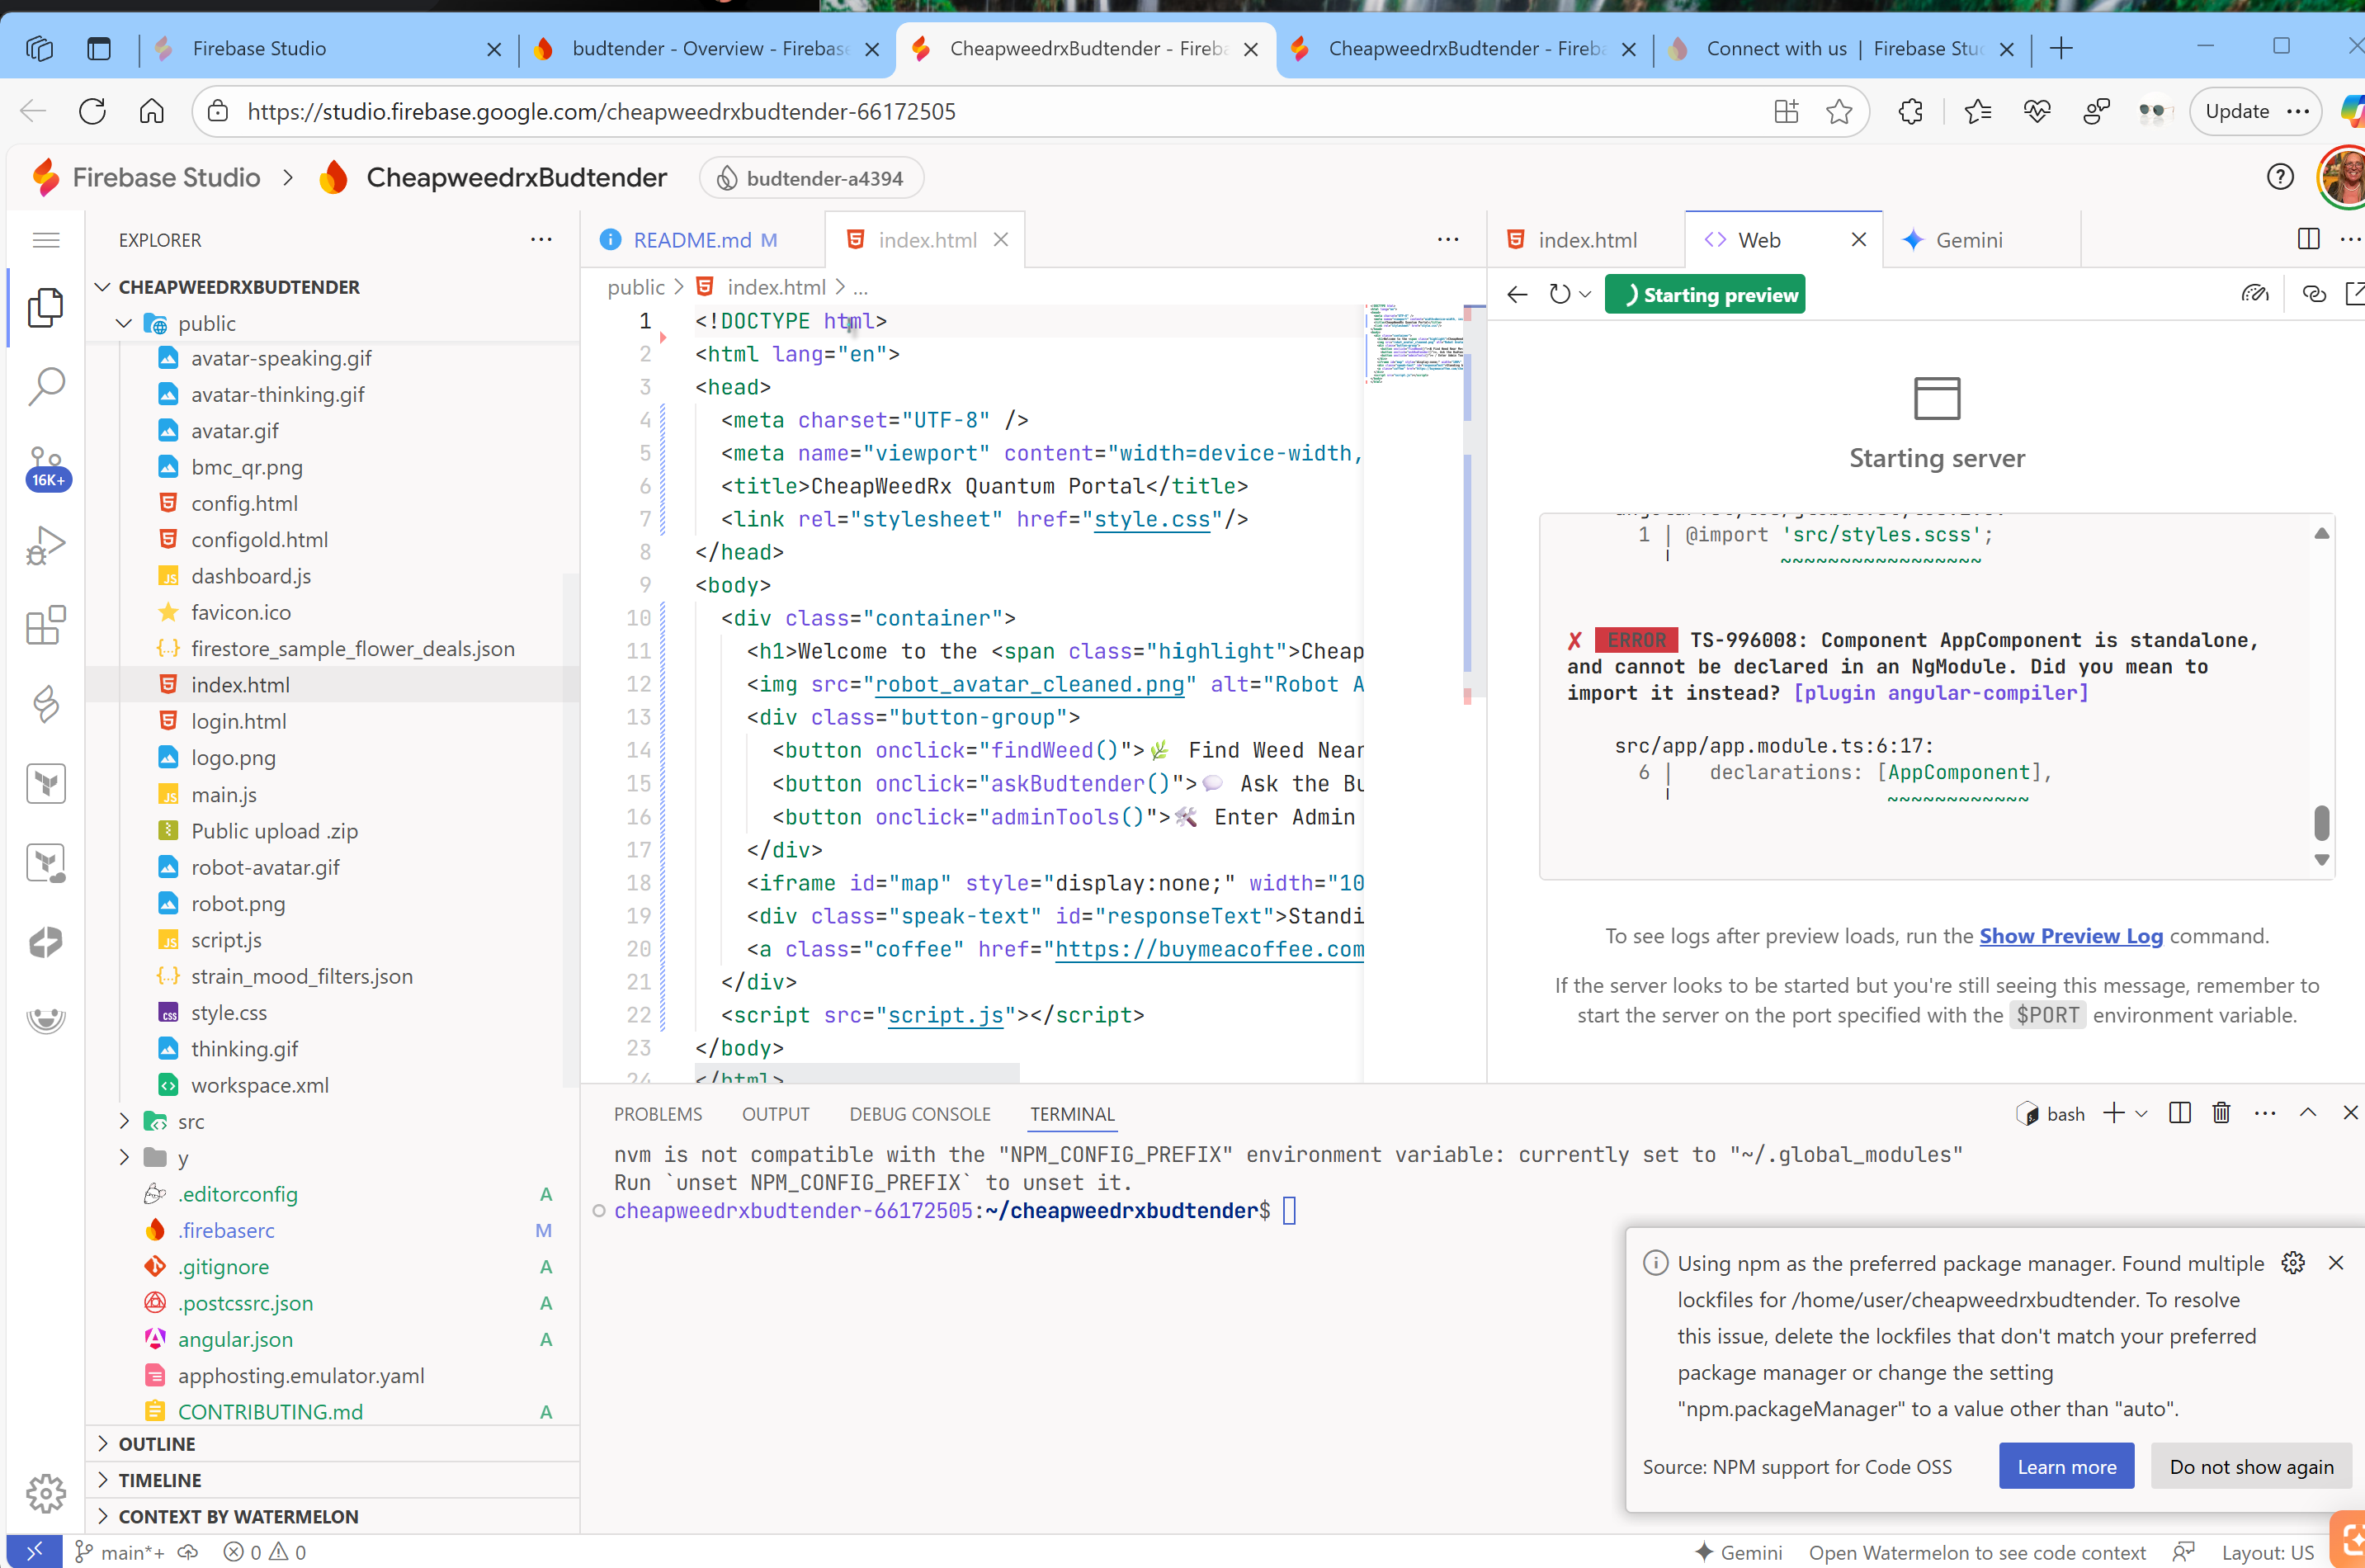 Firebase Studio
budtender - Overview - Firebase
CheapweedrxBudtender - Fireba
CheapweedrxBudtender - Fireba
Connect with us | Firebase Stu
https://studio.firebase.google.com/cheapweedrxbudtender-66172505
Update
Firebase Studio > CheapweedrxBudtender
budtender-a4394
EXPLORER
CHEAPWEEDRXBUDTENDER
public
avatar-speaking.gif
avatar-thinking.gif
avatar.gif
bmc_qr.png
16K+
config.html
configold.html
dashboard.js
favicon.ico
firestore_sample_flower_deals.json
index.html
login.html
logo.png
main.js
Public upload .zip
robot-avatar.gif
robot.png
script.js
strain_mood_filters.json
style.css
thinking.gif
workspace.xml
src
y
.editorconfig A
.firebaserc M
.gitignore A
.postcssrc.json A
angular.json A
apphosting.emulator.yaml
CONTRIBUTING.md A
OUTLINE
TIMELINE
CONTEXT BY WATERMELON
README.md M
index.html
public > index.html > ...
1 <!DOCTYPE html>
2 <html lang="en">
3 <head>
4 <meta charset="UTF-8" />
5 <meta name="viewport" content="width=device-width,
6 <title>CheapWeedRx Quantum Portal</title>
7 <link rel="stylesheet" href="style.css"/>
8 </head>
9 <body>
10 <div class="container">
11 <h1>Welcome to the <span class="highlight">Cheap
12 <img src="robot_avatar_cleaned.png" alt="Robot A
13 <div class="button-group">
14 <button onclick="findWeed()">🌿 Find Weed Near
15 <button onclick="askBudtender()">💬 Ask the Bu
16 <button onclick="adminTools()">🛠 Enter Admin
17 </div>
18 <iframe id="map" style="display:none;" width="10
19 <div class="speak-text" id="responseText">Standi
20 <a class="coffee" href="https://buymeacoffee.com
21 </div>
22 <script src="script.js"></script>
23 </body>
24 </html>
index.html
Web
Gemini
Starting preview
Starting server
1 | @import 'src/styles.scss';
✗ ERROR TS-996008: Component AppComponent is standalone,
and cannot be declared in an NgModule. Did you mean to
import it instead? [plugin angular-compiler]
src/app/app.module.ts:6:17:
6 | declarations: [AppComponent],
To see logs after preview loads, run the Show Preview Log command.
If the server looks to be started but you're still seeing this message, remember to
start the server on the port specified with the $PORT environment variable.
PROBLEMS OUTPUT DEBUG CONSOLE TERMINAL
bash
nvm is not compatible with the "NPM_CONFIG_PREFIX" environment variable: currently set to "~/.global_modules"
Run `unset NPM_CONFIG_PREFIX` to unset it.
cheapweedrxbudtender-66172505:~/cheapweedrxbudtender$
Using npm as the preferred package manager. Found multiple
lockfiles for /home/user/cheapweedrxbudtender. To resolve
this issue, delete the lockfiles that don't match your preferred
package manager or change the setting
"npm.packageManager" to a value other than "auto".
Source: NPM support for Code OSS
Learn more
Do not show again
main*+
0 0
Gemini
Open Watermelon to see code context
Layout: US